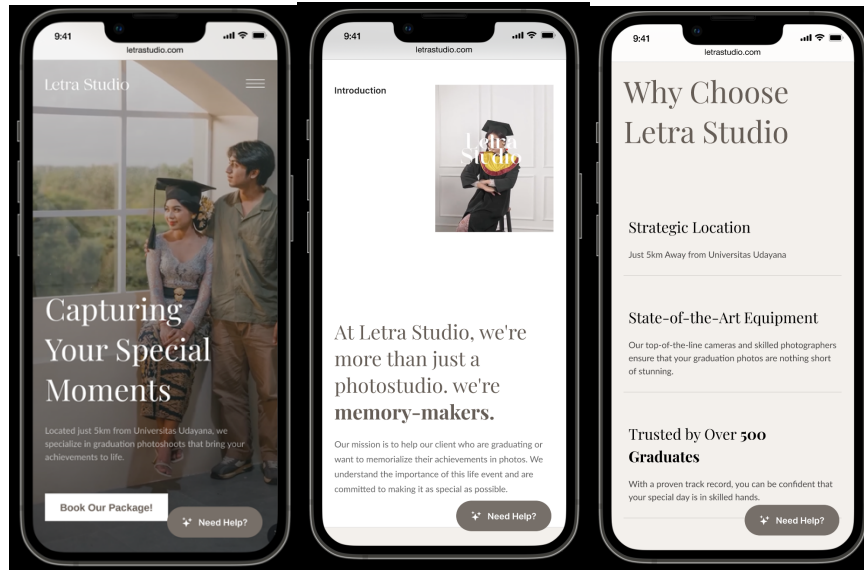 9:41
letrastudio.com
Letra Studio
Capturing
Your Special
Moments
Located just 5km from Universitas Udayana, we
specialize in graduation photoshoots that bring your
achievements to life.
Book Our Package!
Need Help?
9:41
letrastudio.com
Introduction
Letra
Studio
At Letra Studio, we're
more than just a
photostudio. we're
memory-makers.
Our mission is to help our client who are graduating or
want to memorialize their achievements in photos. We
understand the importance of this life event and are
committed to making it as special as possible.
Need Help?
9:41
letrastudio.com
Why Choose
Letra Studio
Strategic Location
Just 5km Away from Universitas Udayana
State-of-the-Art Equipment
Our top-of-the-line cameras and skilled photographers
ensure that your graduation photos are nothing short
of stunning.
Trusted by Over 500
Graduates
With a proven track record, you can be confident that
your special day is in skilled hands.
Need Help?